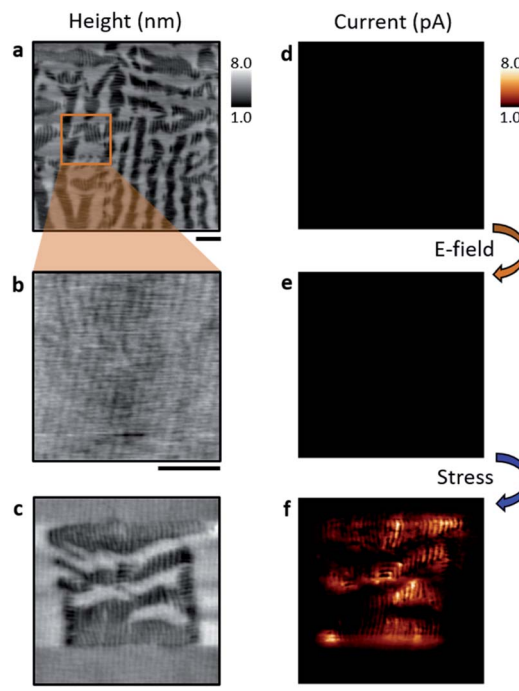 Height (nm)
Current (pA)
a
8.0
1.0
d
8.0
1.0
E-field
b
e
Stress
c
f